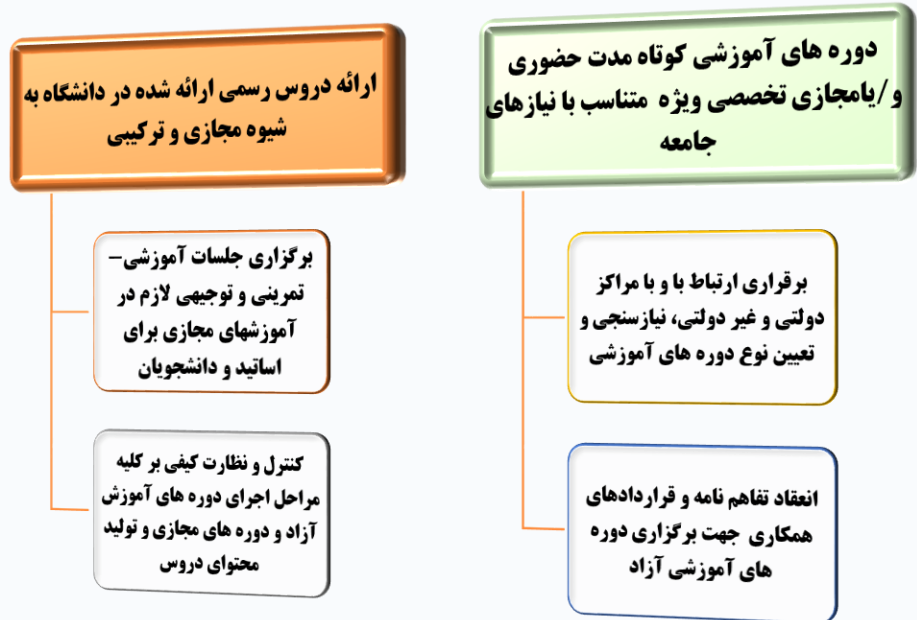 دوره های آموزشی کوتاه مدت حضوری
و /یامجازی تخصصی ویژه متناسب با نیازهای
جامعه
برقراری ارتباط با و با مراکز
دولتی و غیر دولتی، نیازسنجی و
تعیین نوع دوره های آموزشی
انعقاد تفاهم نامه و قراردادهای
همکاری جهت برگزاری دوره
های آموزشی آزاد
ارائه دروس رسمی ارائه شده در دانشگاه به
شیوه مجازی و ترکیبی
برگزاری جلسات آموزشی–
تمرینی و توجیهی لازم در
آموزشهای مجازی برای
اساتید و دانشجویان
کنترل و نظارت کیفی بر کلیه
مراحل اجرای دوره های آموزش
آزاد و دوره های مجازی و تولید
محتوای دروس